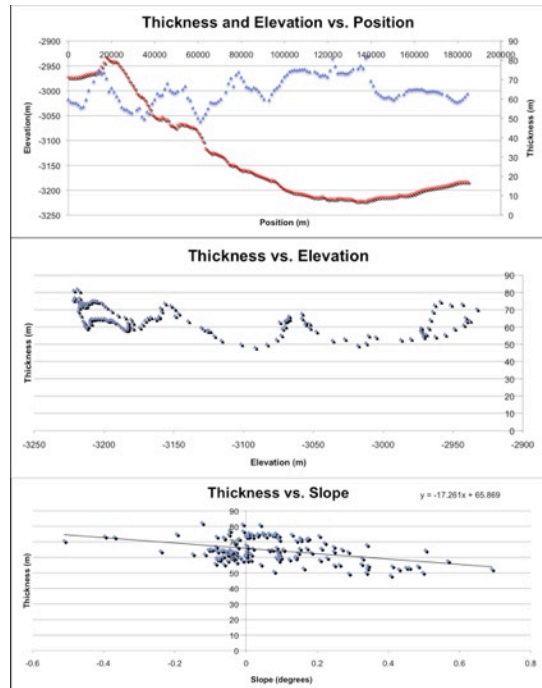 Thickness and Elevation vs. Position
-2900
-2950
-3000
-3050
-3100
-3150
-3200
-3250
0 20000 40000 60000 80000 100000 120000 140000 160000 180000 200000
90
80
70
60
50
40
30
20
10
0
Elevation(m)
Thickness (m)
Position (m)
Thickness vs. Elevation
90
80
70
60
50
40
30
20
10
0
Thickness (m)
-3250 -3200 -3150 -3100 -3050 -3000 -2950 -2900
Elevation (m)
Thickness vs. Slope
y = -17.261x + 65.869
90
80
70
60
50
40
30
20
10
0
Thickness (m)
-0.6 -0.4 -0.2 0 0.2 0.4 0.6 0.8
Slope (degrees)